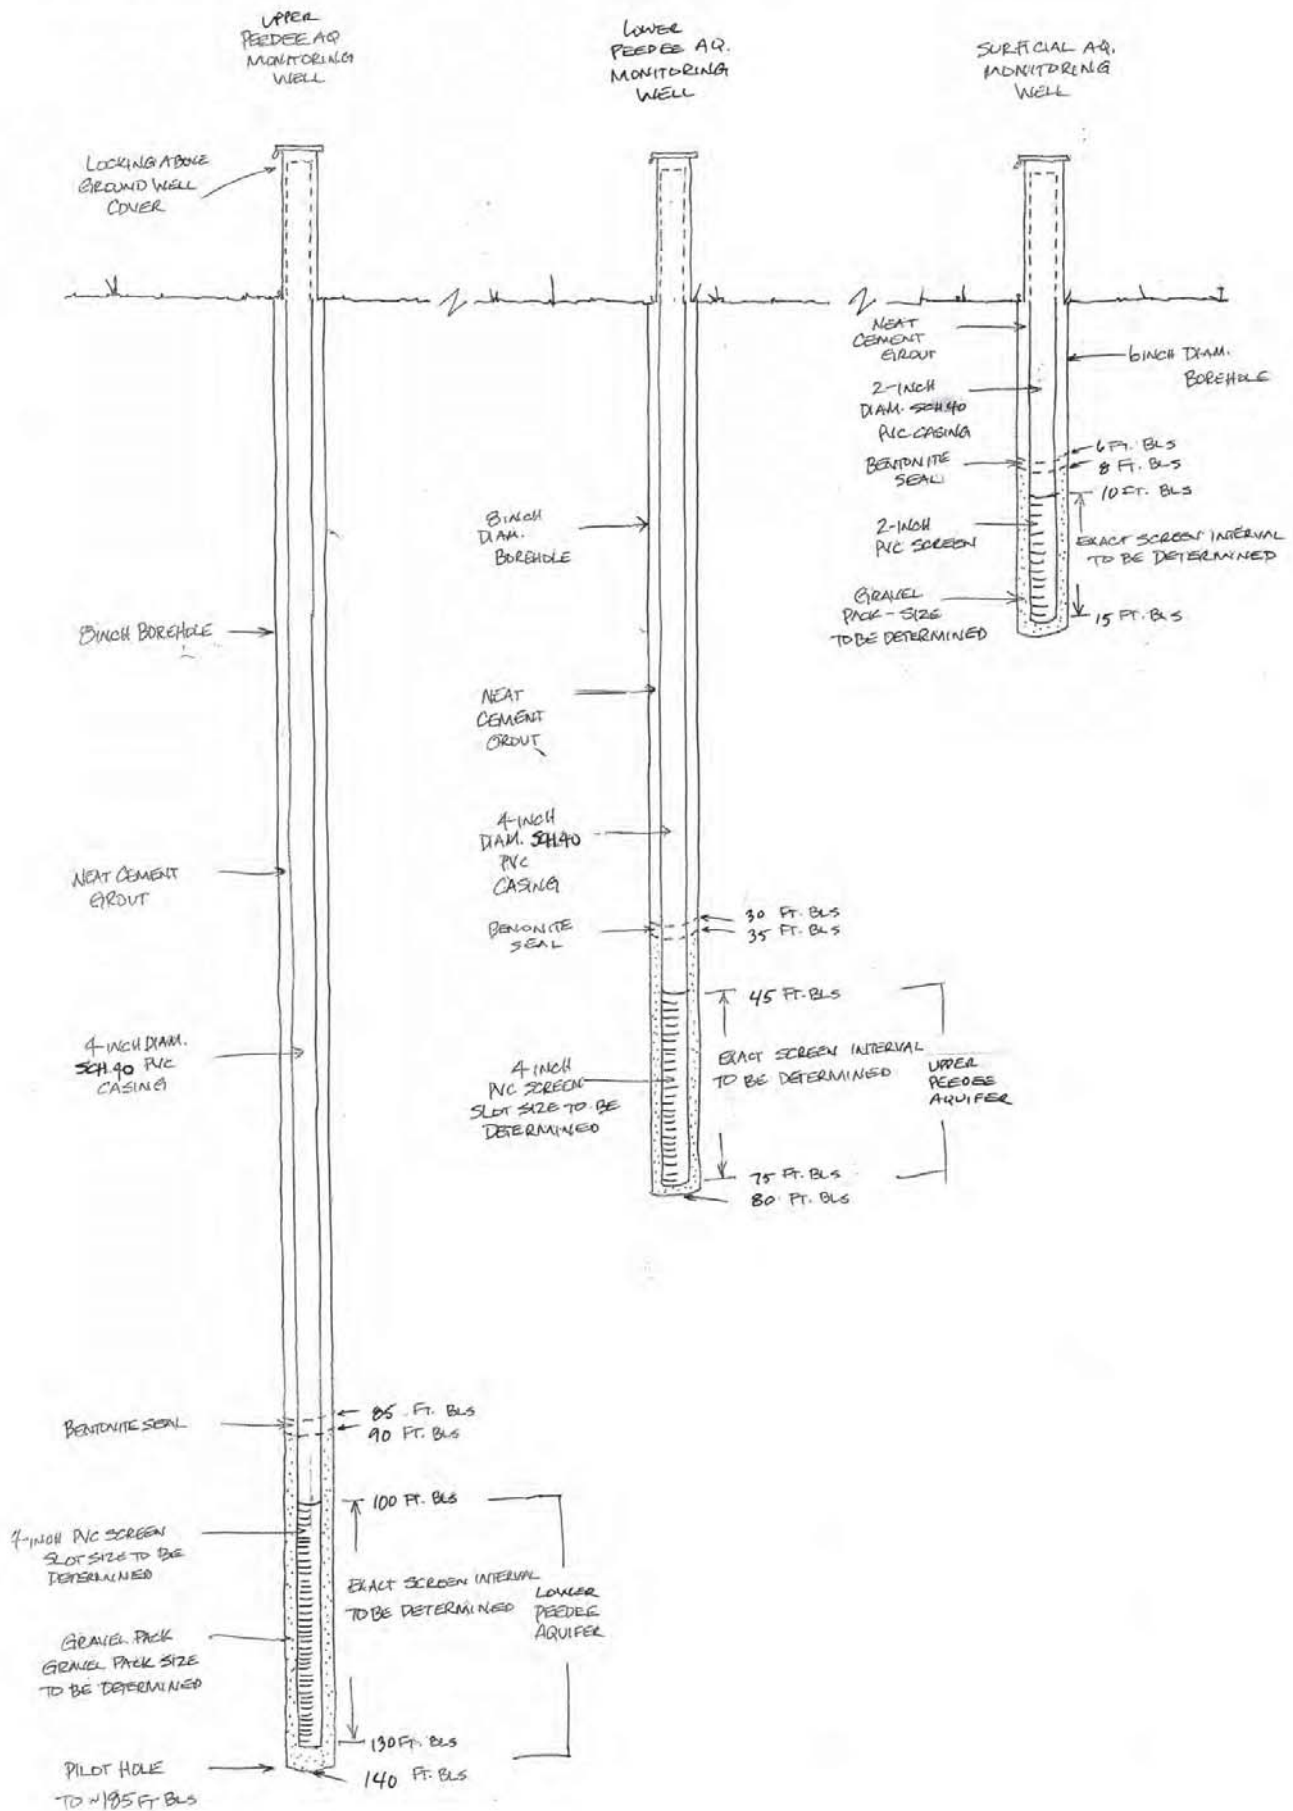 UPPER
PEEDEE AQ
MONITORING
WELL
LOWER
PEEDEE AQ.
MONITORING
WELL
SURFICIAL AQ.
MONITORING
WELL
LOCKING ABOVE
GROUND WELL
COVER
NEAT
CEMENT
GROUT
6 INCH DIAM.
BOREHOLE
2-INCH
DIAM. SCH.40
PVC CASING
BENTONITE
SEAL
6 FT. BLS
8 FT. BLS
10 FT. BLS
2-INCH
PVC SCREEN
EXACT SCREEN INTERVAL
TO BE DETERMINED
GRAVEL
PACK - SIZE
TO BE DETERMINED
15 FT. BLS
8 INCH
DIAM.
BOREHOLE
8 INCH BOREHOLE
NEAT
CEMENT
GROUT
4-INCH
DIAM. SCH.40
PVC
CASING
NEAT CEMENT
GROUT
BENONITE
SEAL
30 FT. BLS
35 FT. BLS
45 FT. BLS
4-INCH DIAM.
SCH.40 PVC
CASING
4 INCH
PVC SCREEN
SLOT SIZE TO BE
DETERMINED
EXACT SCREEN INTERVAL
TO BE DETERMINED
UPPER
PEEDEE
AQUIFER
75 FT. BLS
80 FT. BLS
BENTONITE SEAL
85 FT. BLS
90 FT. BLS
100 FT. BLS
4-INCH PVC SCREEN
SLOT SIZE TO BE
DETERMINED
EXACT SCREEN INTERVAL
TO BE DETERMINED
LOWER
PEEDEE
AQUIFER
GRAVEL PACK
GRAVEL PACK SIZE
TO BE DETERMINED
130 FT. BLS
140 FT. BLS
PILOT HOLE
TO ~185 FT BLS